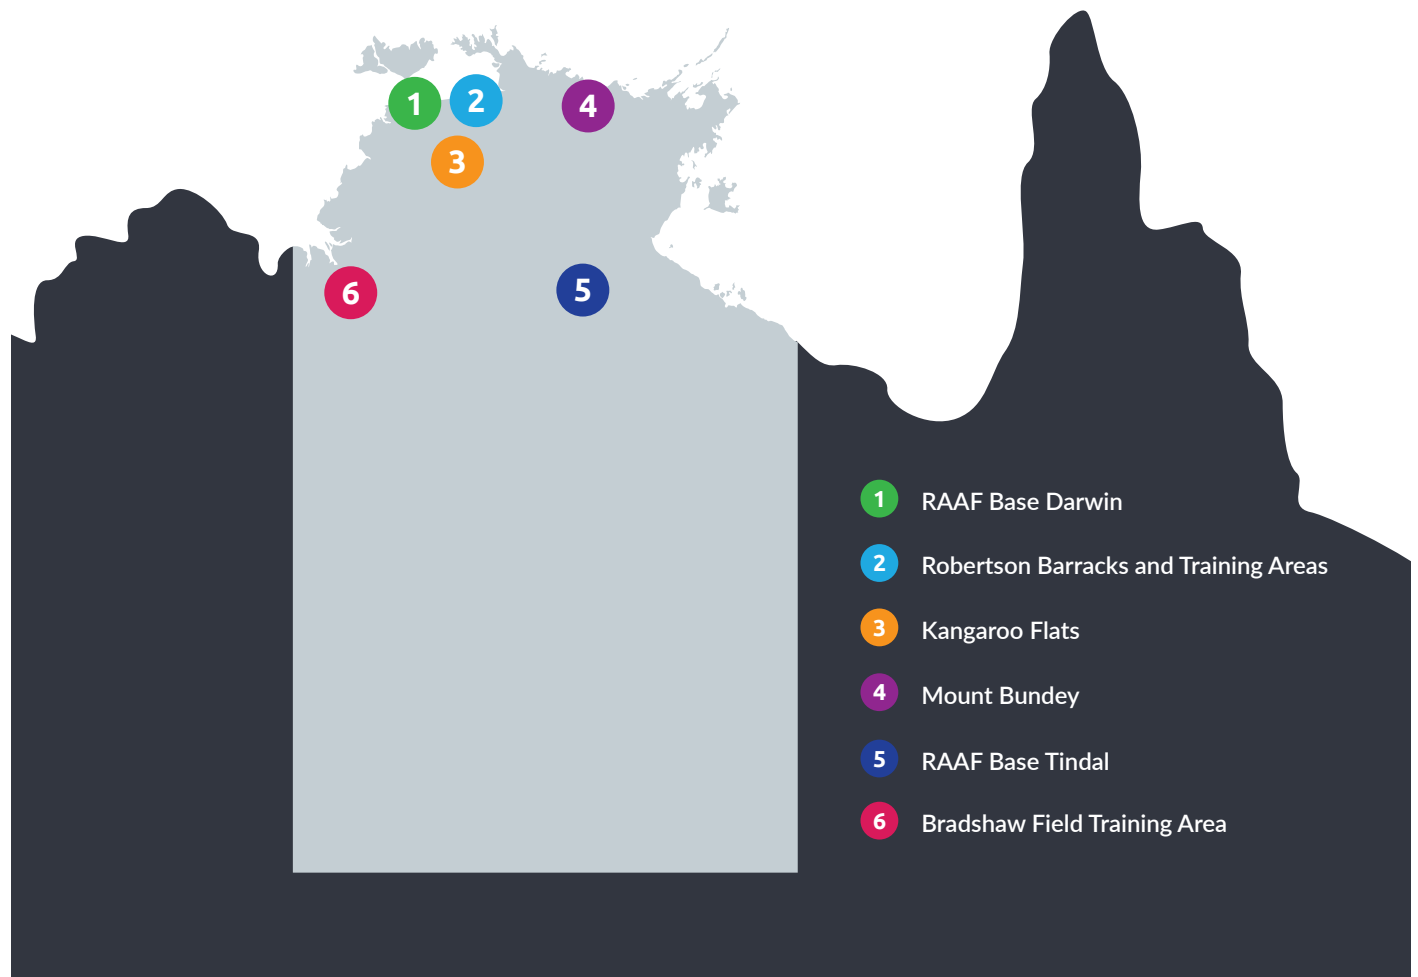 1
2
4
3
6
5
1 RAAF Base Darwin
2 Robertson Barracks and Training Areas
3 Kangaroo Flats
4 Mount Bundey
5 RAAF Base Tindal
6 Bradshaw Field Training Area